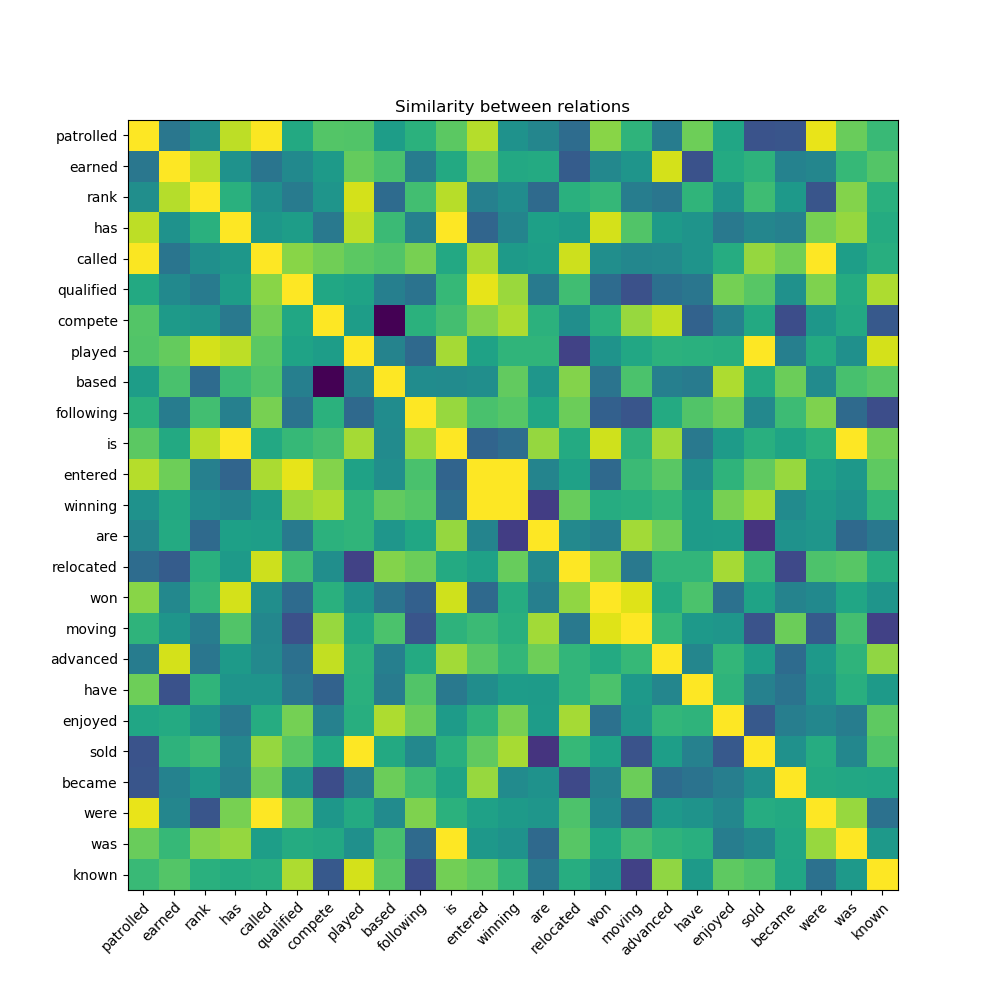 Similarity between relations
patrolled
earned
rank
has
called
qualified
compete
played
based
following
is
entered
winning
are
relocated
won
moving
advanced
have
enjoyed
sold
became
were
was
known
patrolled
earned
rank
has
called
qualified
compete
played
based
following
is
entered
winning
are
relocated
won
moving
advanced
have
enjoyed
sold
became
were
was
known